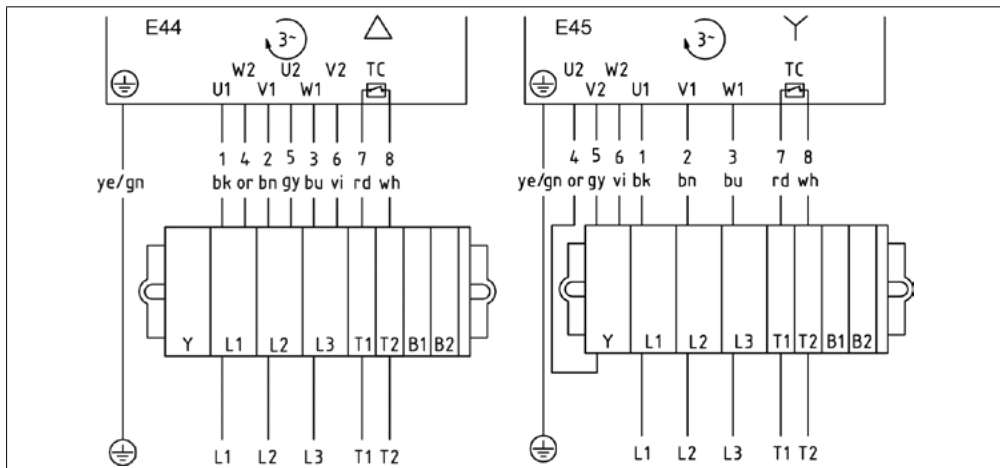 E44 3~ TC
W2 U2 V2
U1 V1 W1
1 4 2 5 3 6 7 8
ye/gn bk or bn gy bu vi rd wh
Y L1 L2 L3 T1 T2 B1 B2
L1 L2 L3 T1 T2
E45 3~ TC
U2 W2
V2 U1 V1 W1
4 5 6 1 2 3 7 8
ye/gn or gy vi bk bn bu rd wh
Y L1 L2 L3 T1 T2 B1 B2
L1 L2 L3 T1 T2